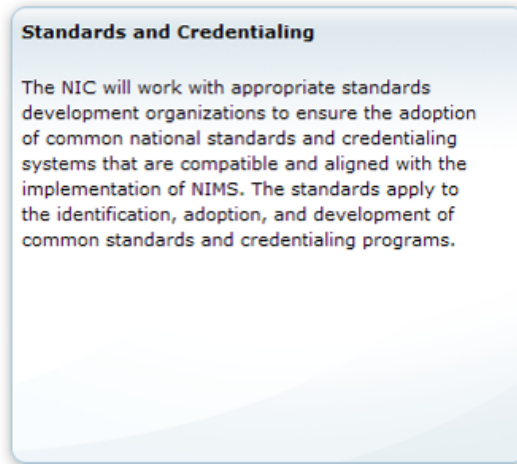 Standards and Credentialing
The NIC will work with appropriate standards
development organizations to ensure the adoption
of common national standards and credentialing
systems that are compatible and aligned with the
implementation of NIMS. The standards apply to
the identification, adoption, and development of
common standards and credentialing programs.